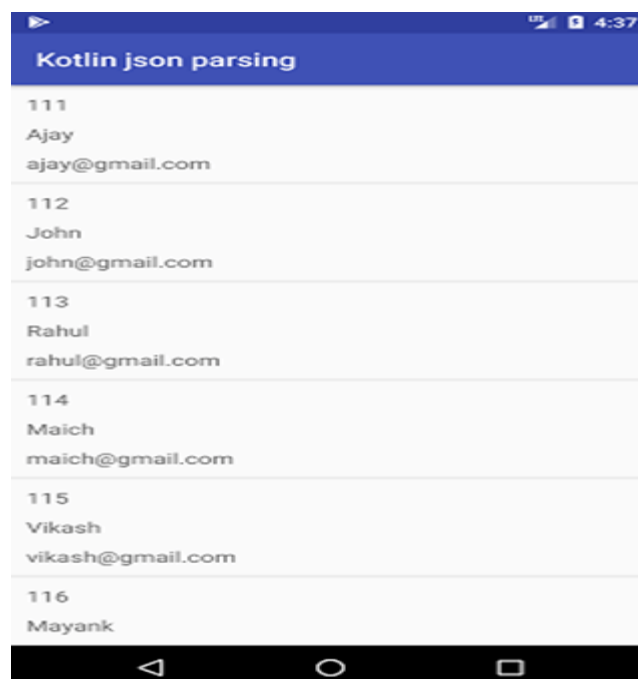 4:37
Kotlin json parsing
111
Ajay
ajay@gmail.com
112
John
john@gmail.com
113
Rahul
rahul@gmail.com
114
Maich
maich@gmail.com
115
Vikash
vikash@gmail.com
116
Mayank